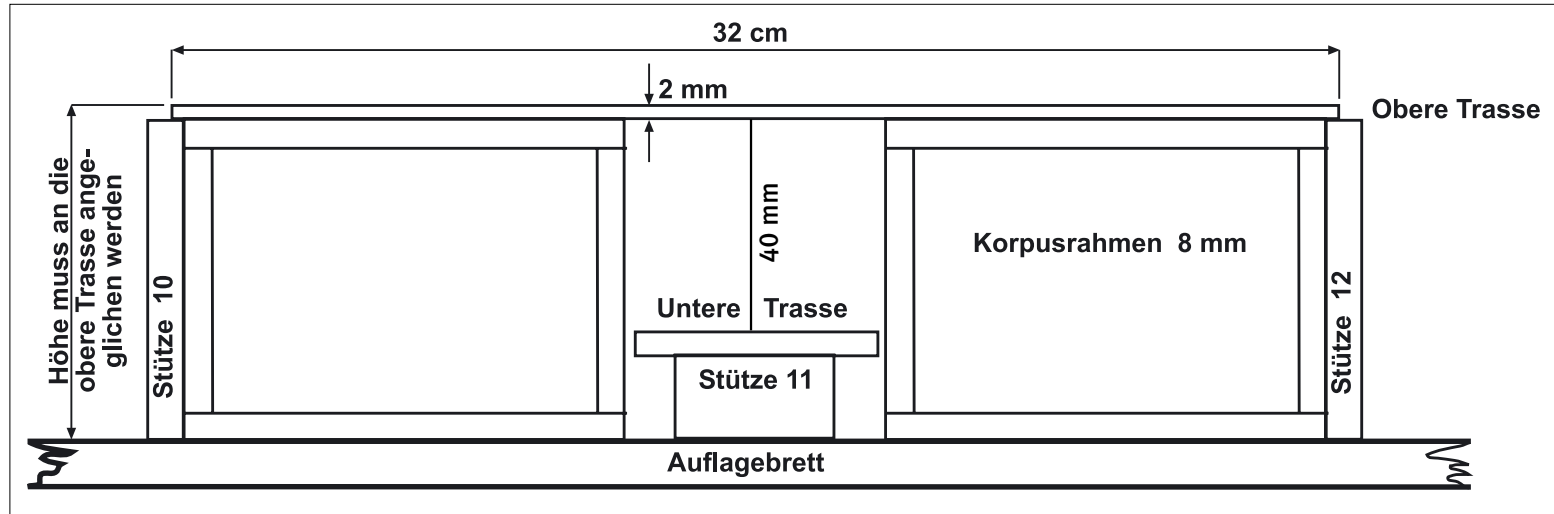 32 cm
2 mm
Obere Trasse
Höhe muss an die
obere Trasse ange-
glichen werden
Stütze 10
40 mm
Korpusrahmen 8 mm
Stütze 12
Untere Trasse
Stütze 11
Auflagebrett